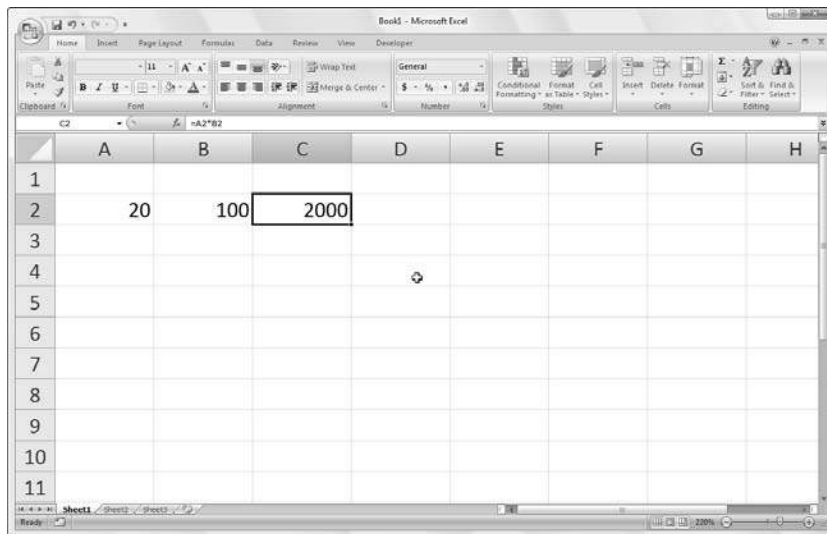 Book1 - Microsoft Excel
Home Insert Page Layout Formulas Data Review View Developer
Paste
11
Wrap Text
General
B I U
Merge & Center
$ %
Conditional Formatting
Format as Table
Cell Styles
Insert Delete Format
Σ
Sort & Filter
Find & Select
Clipboard Font Alignment Number Styles Cells Editing
C2 fx =A2*B2
A B C D E F G H
1
2 20 100 2000
3
4
5
6
7
8
9
10
11
Sheet1 Sheet2 Sheet3
Ready 220%